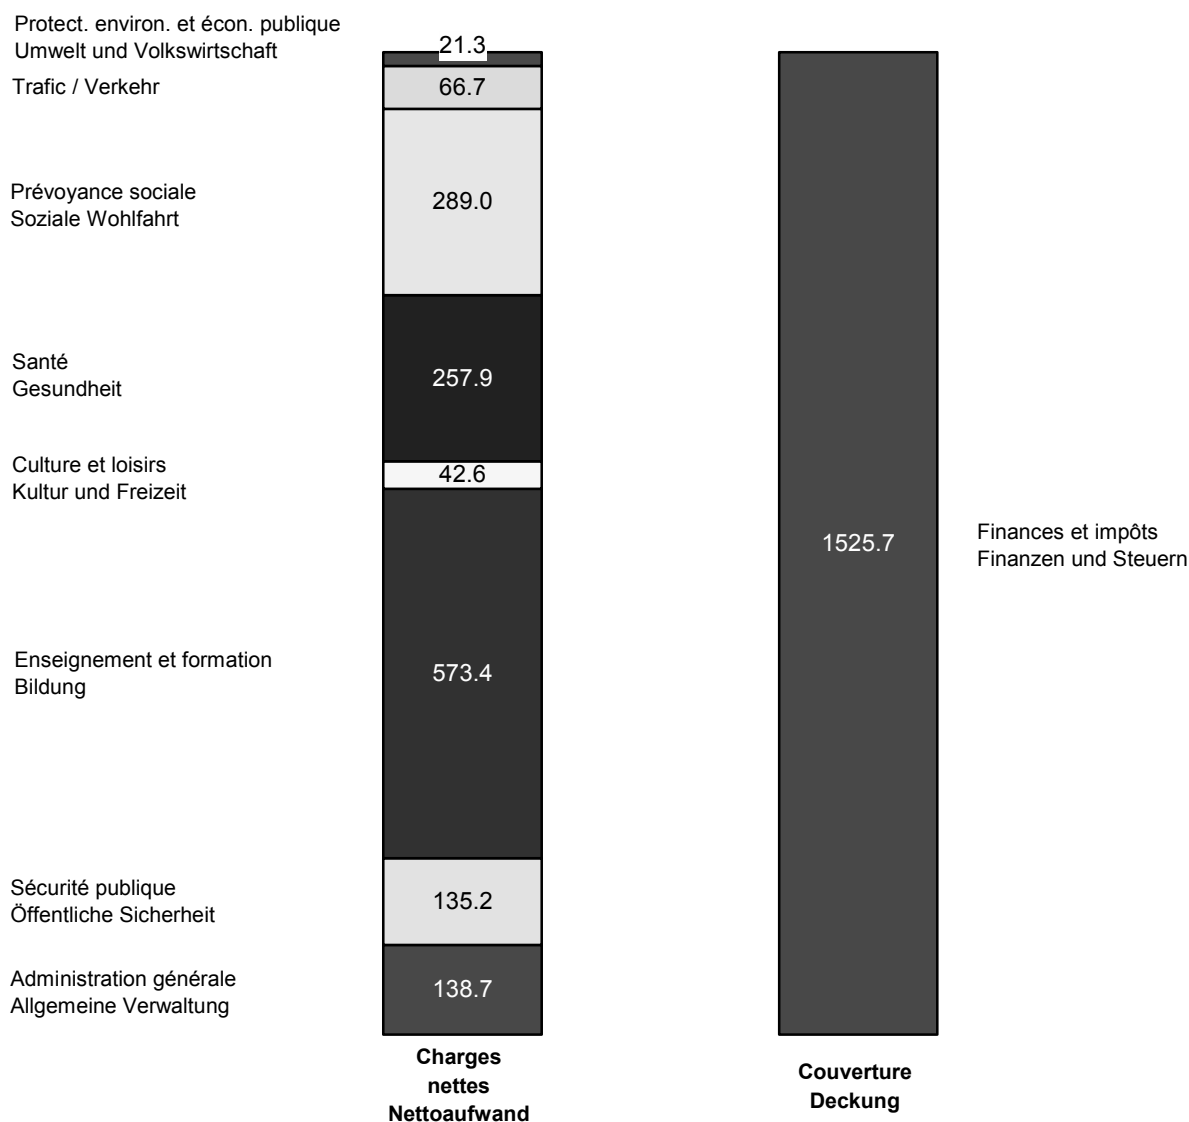 Protect. environ. et écon. publique
Umwelt und Volkswirtschaft
21.3
Trafic / Verkehr
66.7
Prévoyance sociale
Soziale Wohlfahrt
289.0
Santé
Gesundheit
257.9
Culture et loisirs
Kultur und Freizeit
42.6
Enseignement et formation
Bildung
573.4
Sécurité publique
Öffentliche Sicherheit
135.2
Administration générale
Allgemeine Verwaltung
138.7
Charges
nettes
Nettoaufwand
1525.7
Finances et impôts
Finanzen und Steuern
Couverture
Deckung